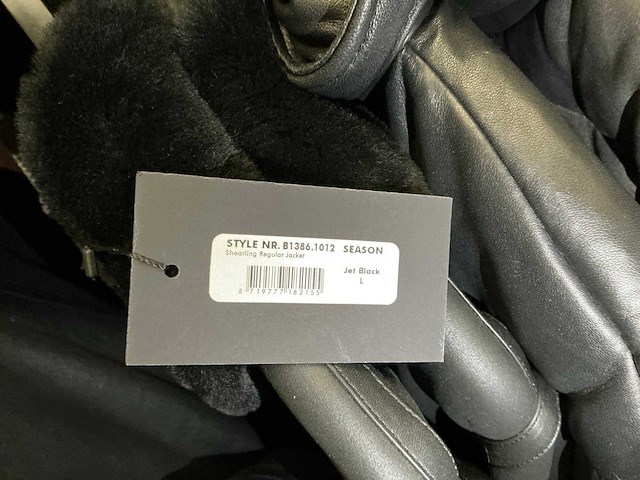 STYLE NR. B1386.1012 SEASON
Shearling Regular Jacket
Jet Black
L
8 719777 182155